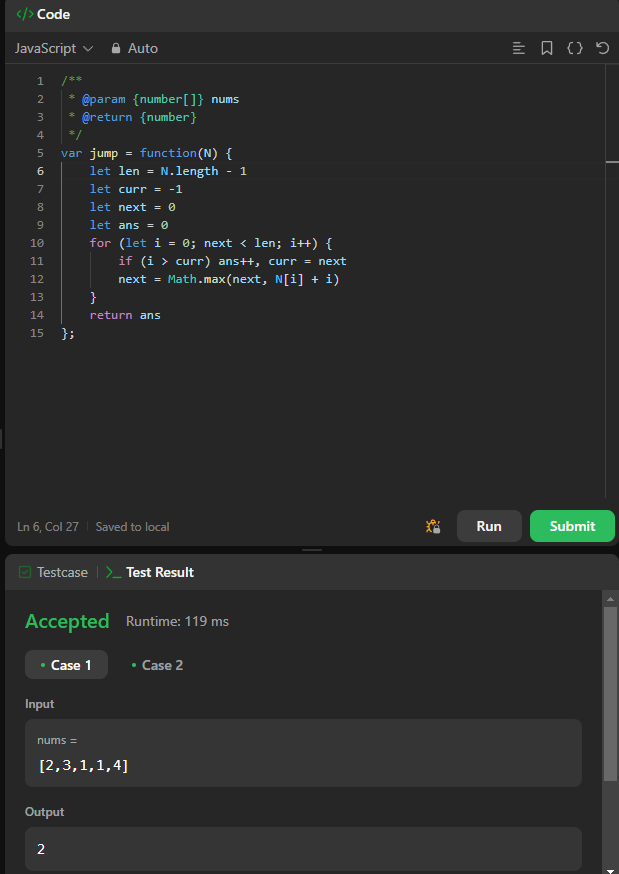 </> Code
JavaScript Auto
1 /**
2 * @param {number[]} nums
3 * @return {number}
4 */
5 var jump = function(N) {
6 let len = N.length - 1
7 let curr = -1
8 let next = 0
9 let ans = 0
10 for (let i = 0; next < len; i++) {
11 if (i > curr) ans++, curr = next
12 next = Math.max(next, N[i] + i)
13 }
14 return ans
15 };
Ln 6, Col 27 Saved to local Run Submit
Testcase >_ Test Result
Accepted Runtime: 119 ms
• Case 1 • Case 2
Input
nums =
[2,3,1,1,4]
Output
2